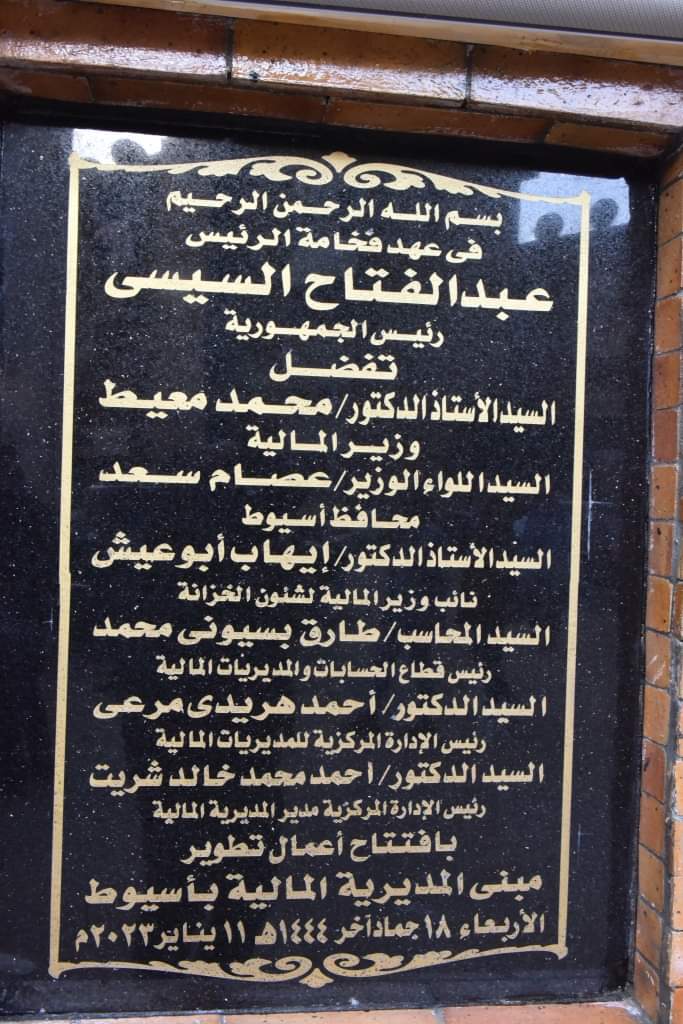 بسم الله الرحمن الرحيم
فى عهد فخامة الرئيس
عبدالفتاح السيسى
رئيس الجمهورية
تفضل
السيد الأستاذ الدكتور/ محمد معيط
وزير المالية
السيد اللواء الوزير/ عصام سعد
محافظ أسيوط
السيد الأستاذ الدكتور/ إيهاب أبو عيش
نائب وزير المالية لشئون الخزانة
السيد المحاسب/ طارق بسيونى محمد
رئيس قطاع الحسابات والمديريات المالية
السيد الدكتور/ أحمد هريدى مرعى
رئيس الإدارة المركزية للمديريات المالية
السيد الدكتور/ أحمد محمد خالد شريت
رئيس الإدارة المركزية مدير المديرية المالية
بافتتاح أعمال تطوير
مبنى المديرية المالية بأسيوط
الأربعاء ١٨ جماد آخر ١٤٤٤هـ ١١ يناير ٢٠٢٣م